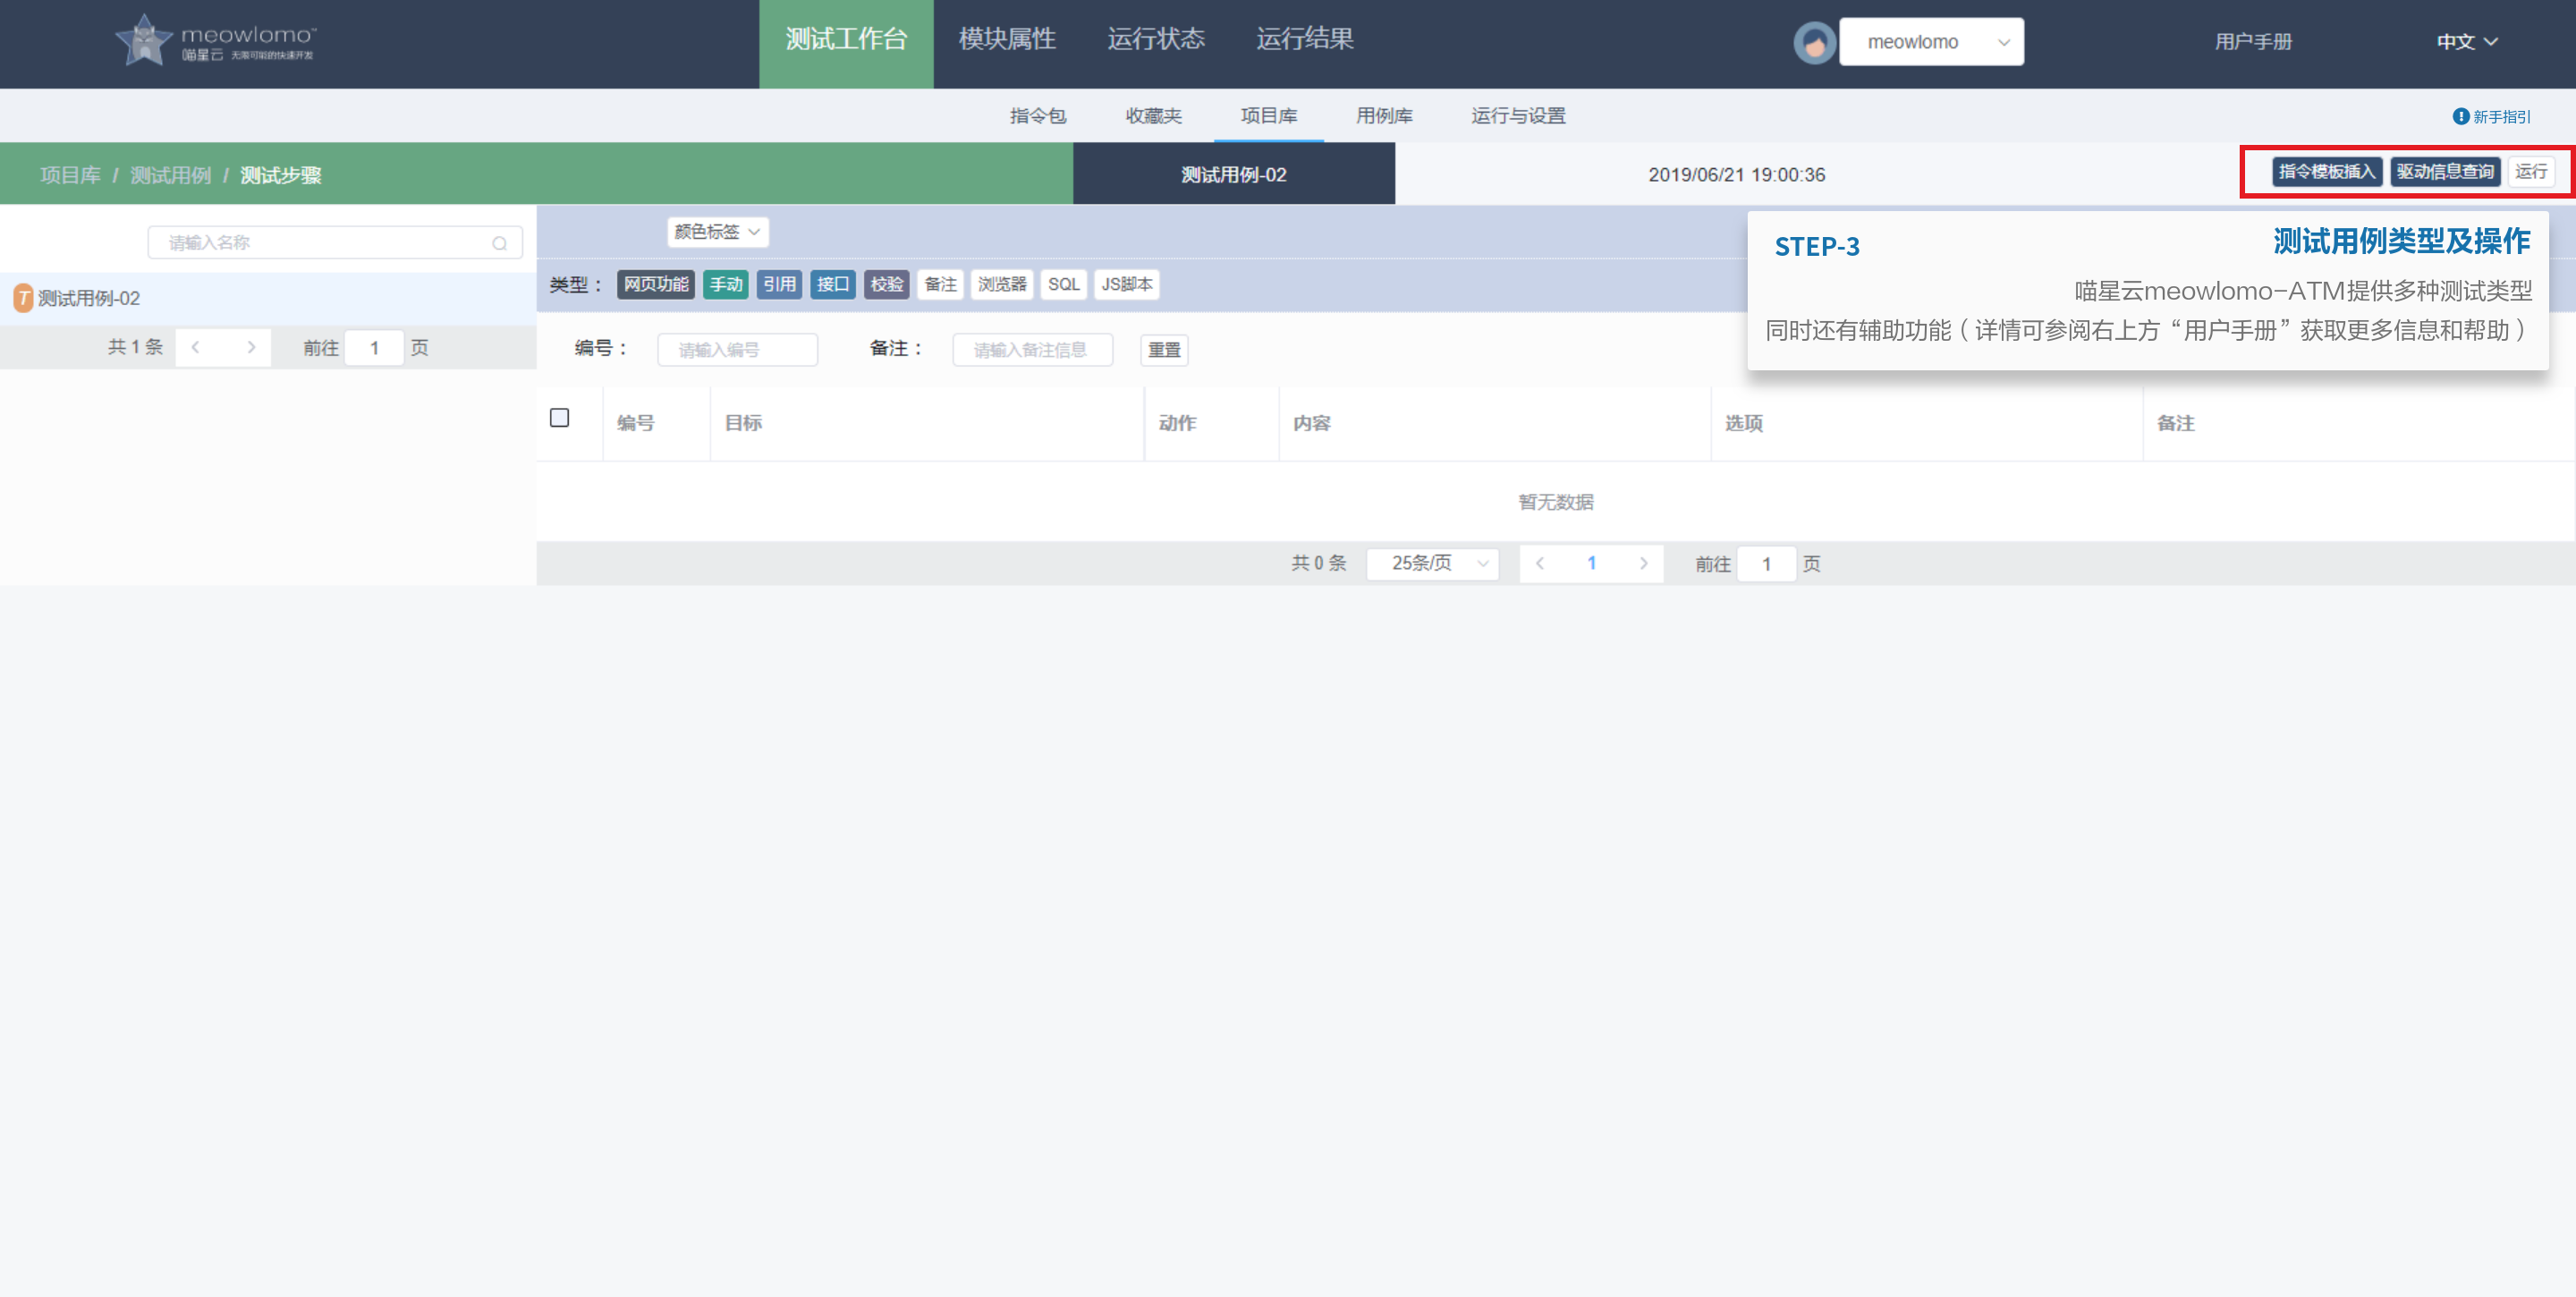 meowlomo™
喵星云 无需可能的快速开发
测试工作台 模块属性 运行状态 运行结果
meowlomo
用户手册
中文
指令包 收藏夹 项目库 用例库 运行与设置
新手指引
项目库 / 测试用例 / 测试步骤
测试用例-02
2019/06/21 19:00:36
指令模板插入 驱动信息查询 运行
请输入名称
颜色标签
STEP-3 测试用例类型及操作
喵星云meowlomo-ATM提供多种测试类型
同时还有辅助功能（详情可参阅右上方“用户手册”获取更多信息和帮助）
T 测试用例-02
类型： 网页功能 手动 引用 接口 校验 备注 浏览器 SQL JS脚本
共 1 条 前往 1 页
编号： 请输入编号 备注： 请输入备注信息 重置
编号 目标 动作 内容 选项 备注
暂无数据
共 0 条 25条/页 1 前往 1 页